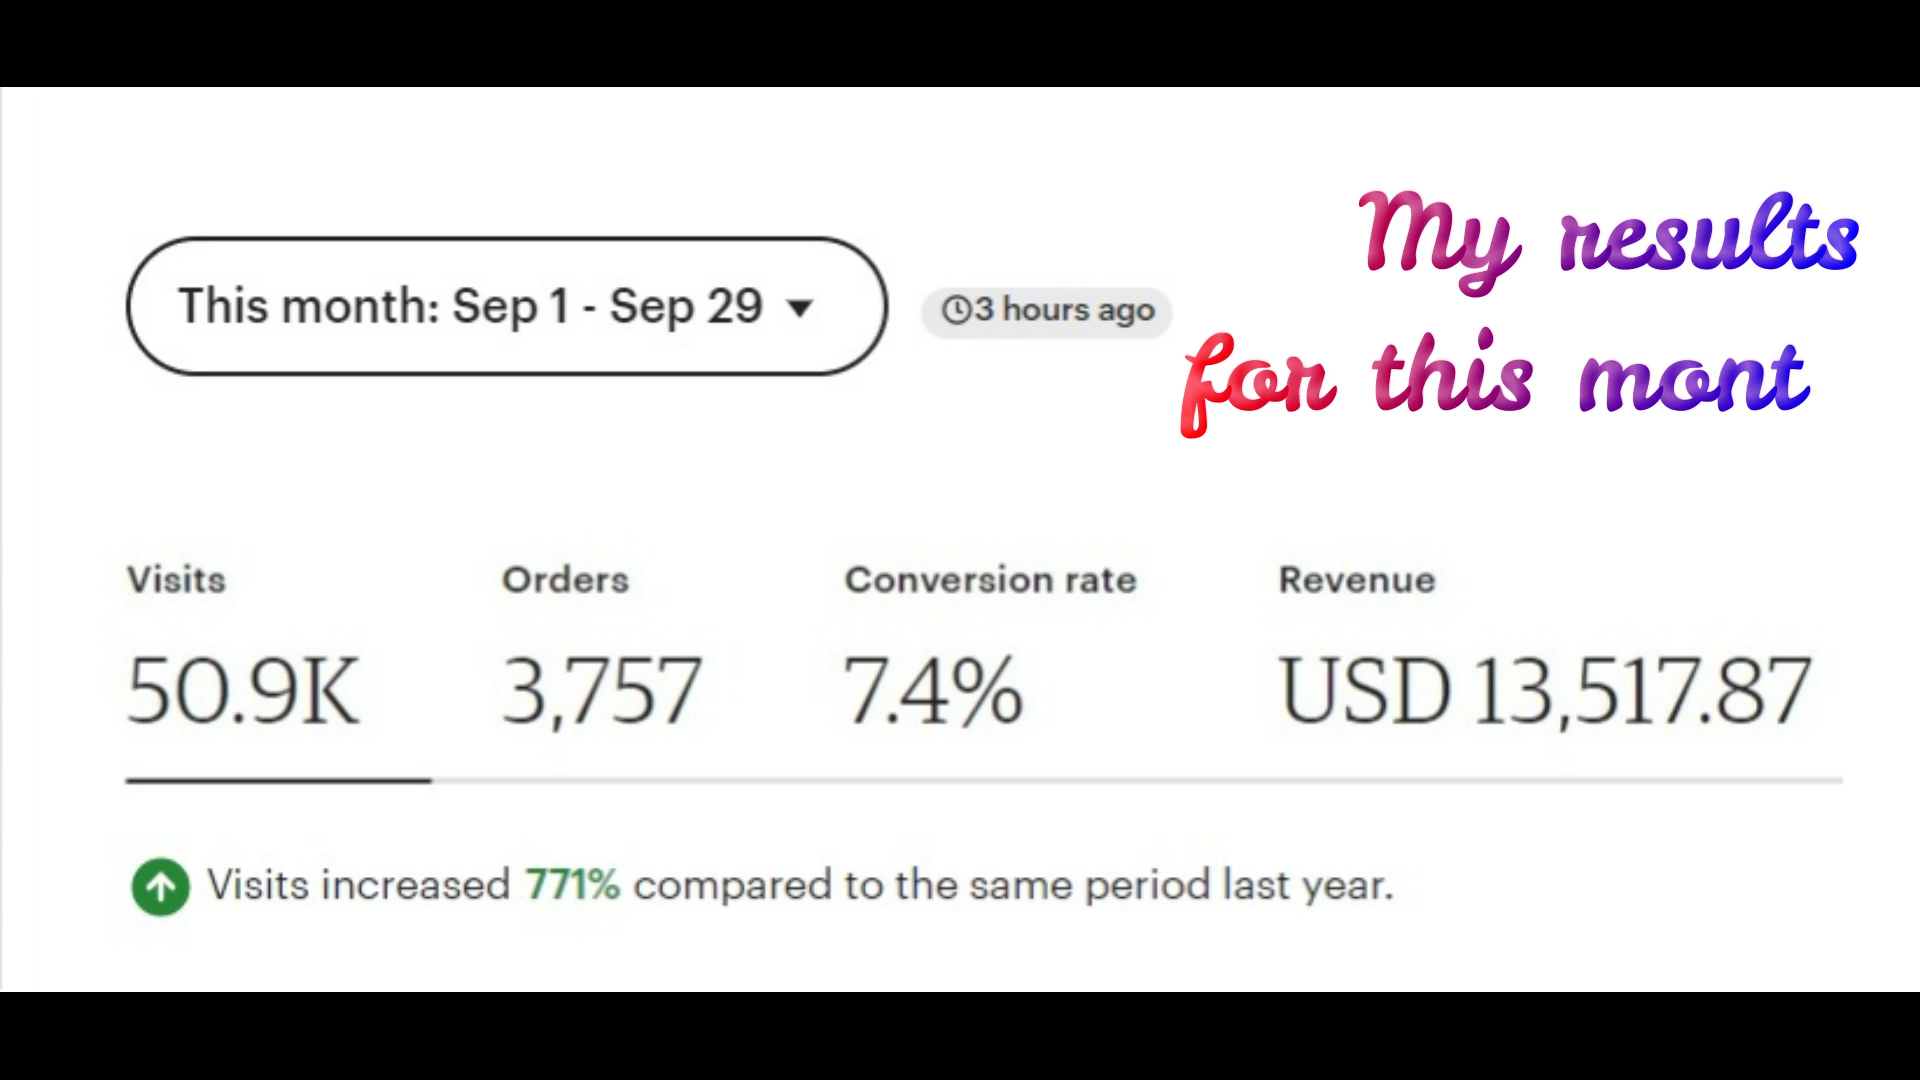 My results
for this mont
This month: Sep 1 - Sep 29
3 hours ago
Visits Orders Conversion rate Revenue
50.9K 3,757 7.4% USD 13,517.87
Visits increased 771% compared to the same period last year.